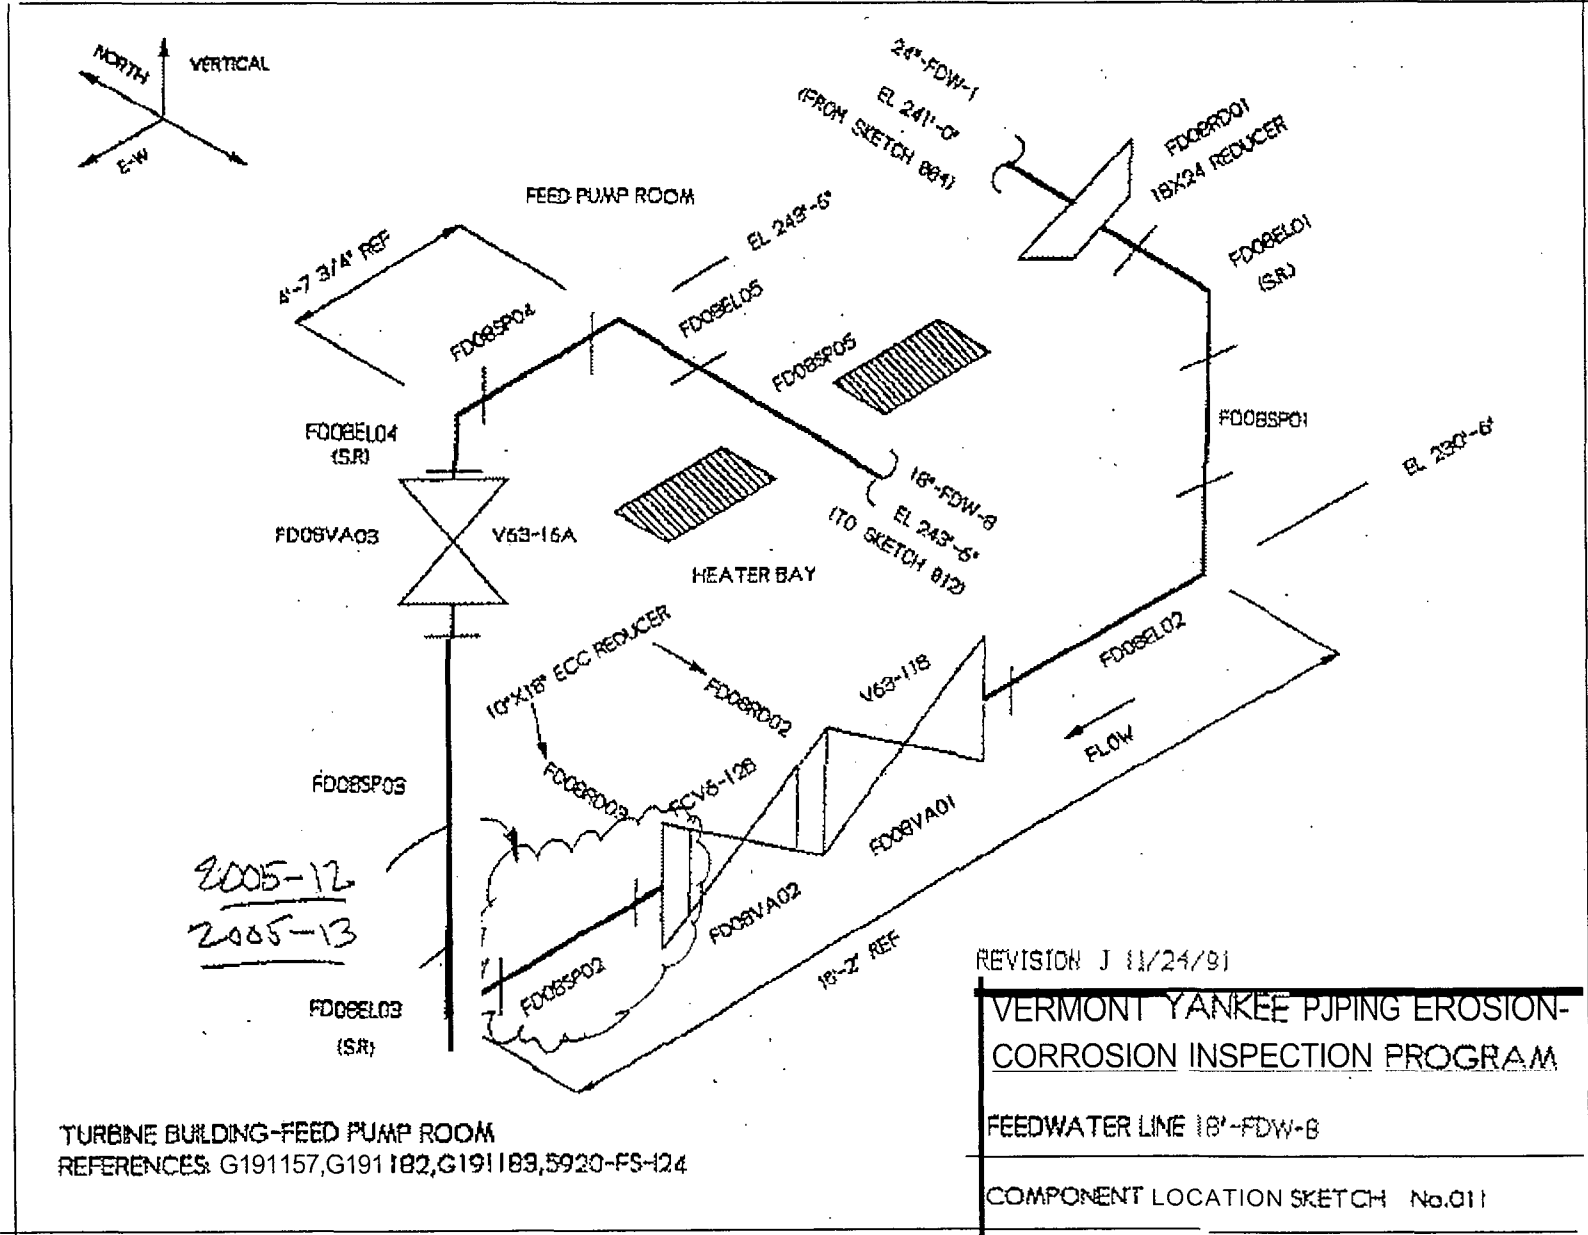 NORTH
VERTICAL
E-W
24"-FDW-1
EL 241'-0"
(FROM SKETCH 001)
FD08RD01
18X24 REDUCER
FEED PUMP ROOM
EL 243'-6"
4'-7 3/4" REF
FD08EL01
(S.R)
FD08SP04
FD08EL05
FD08SP05
FD08SP01
EL 230'-6"
FD08EL04
(S.R)
18"-FDW-8
EL 243'-6"
(TO SKETCH 012)
FD08VA03
V63-16A
HEATER BAY
10"X18" ECC REDUCER
FD08RD02
V63-11B
FD08EL02
FLOW
FD08SP03
FD08RD03
FCV6-12B
FD08VA01
2005-12
2005-13
FD08VA02
18'-2" REF
FD08SP02
FD08EL03
(S.R)
REVISION J 11/24/91
VERMONT YANKEE PJPING EROSION-
CORROSION INSPECTION PROGRAM
FEEDWATER LINE 18"-FDW-8
COMPONENT LOCATION SKETCH No.011
TURBINE BUILDING-FEED PUMP ROOM
REFERENCES: G191157,G191182,G191183,5920-FS-124